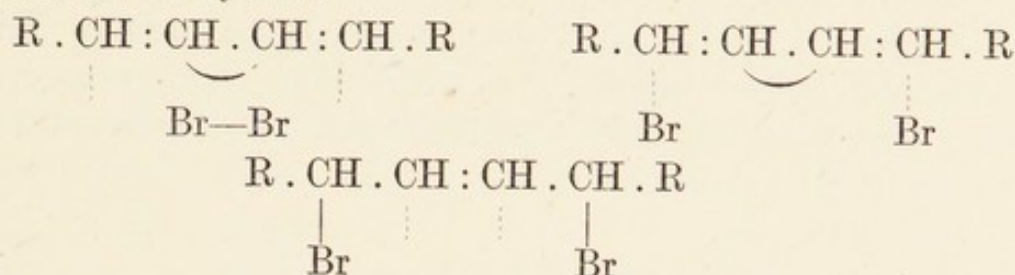 R . CH : CH . CH : CH . R R . CH : CH . CH : CH . R
Br—Br Br Br
R . CH . CH : CH . CH . R
Br Br